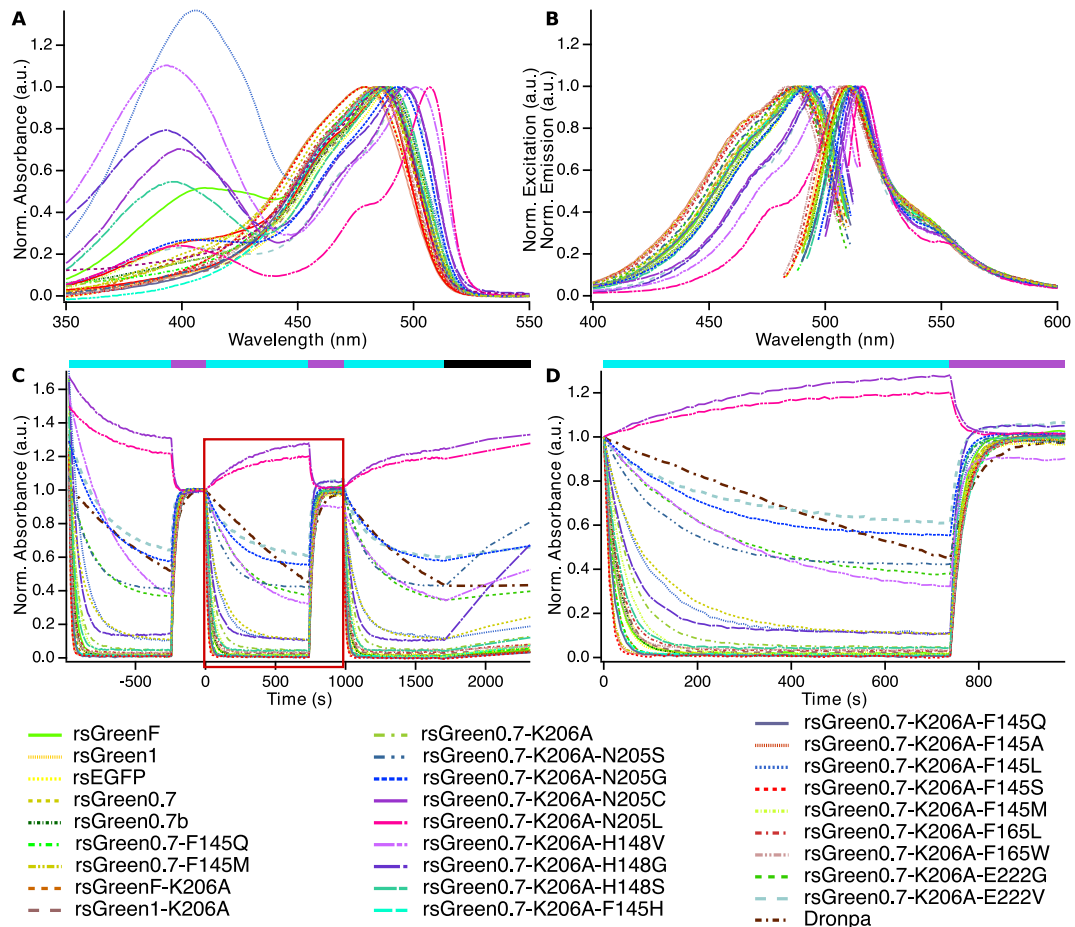 A
Norm. Absorbance (a.u.)
1.2
1.0
0.8
0.6
0.4
0.2
0.0
350
400
450
500
550
Wavelength (nm)
B
Norm. Excitation (a.u.)
Norm. Emission (a.u.)
1.2
1.0
0.8
0.6
0.4
0.2
0.0
400
450
500
550
600
Wavelength (nm)
C
Norm. Absorbance (a.u.)
1.6
1.4
1.2
1.0
0.8
0.6
0.4
0.2
0.0
-500
0
500
1000
1500
2000
Time (s)
D
Norm. Absorbance (a.u.)
1.2
1.0
0.8
0.6
0.4
0.2
0.0
0
200
400
600
800
Time (s)
rsGreenF
rsGreen1
rsEGFP
rsGreen0.7
rsGreen0.7b
rsGreen0.7-F145Q
rsGreen0.7-F145M
rsGreenF-K206A
rsGreen1-K206A
rsGreen0.7-K206A
rsGreen0.7-K206A-N205S
rsGreen0.7-K206A-N205G
rsGreen0.7-K206A-N205C
rsGreen0.7-K206A-N205L
rsGreen0.7-K206A-H148V
rsGreen0.7-K206A-H148G
rsGreen0.7-K206A-H148S
rsGreen0.7-K206A-F145H
rsGreen0.7-K206A-F145Q
rsGreen0.7-K206A-F145A
rsGreen0.7-K206A-F145L
rsGreen0.7-K206A-F145S
rsGreen0.7-K206A-F145M
rsGreen0.7-K206A-F165L
rsGreen0.7-K206A-F165W
rsGreen0.7-K206A-E222G
rsGreen0.7-K206A-E222V
Dronpa